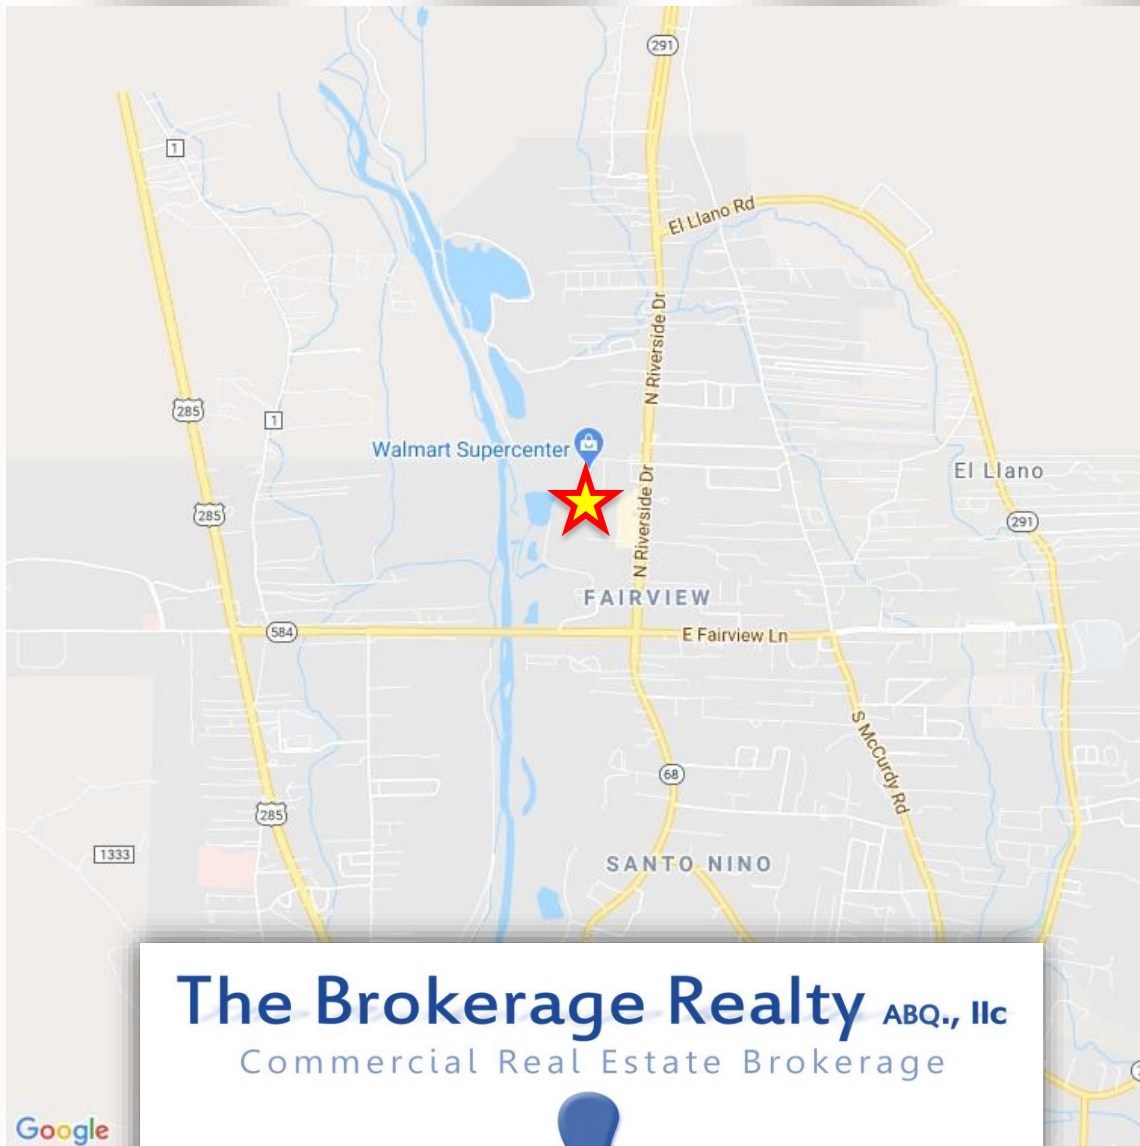 291
1
El Llano Rd
N Riverside Dr
285
1
Walmart Supercenter
El Llano
285
N Riverside Dr
291
FAIRVIEW
584
E Fairview Ln
S McCurdy Rd
68
285
1333
SANTO NINO
The Brokerage Realty ABQ., llc
Commercial Real Estate Brokerage
Google